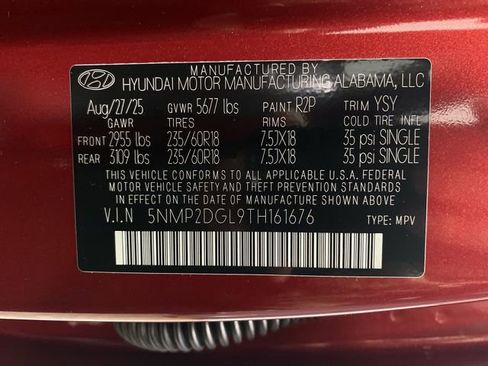 MANUFACTURED BY
HYUNDAI MOTOR MANUFACTURING ALABAMA, LLC
Aug/27/25 GVWR 5677 lbs PAINT R2P TRIM YSY
GAWR TIRES RIMS COLD TIRE INFL
FRONT 2955 lbs 235/60R18 7.5JX18 35 psi SINGLE
REAR 3109 lbs 235/60R18 7.5JX18 35 psi SINGLE
THIS VEHICLE CONFORMS TO ALL APPLICABLE U.S.A. FEDERAL
MOTOR VEHICLE SAFETY AND THEFT PREVENTION STANDARDS
IN EFFECT ON THE DATE OF MANUFACTURE SHOWN ABOVE.
V.I.N 5NMP2DGL9TH161676 TYPE: MPV